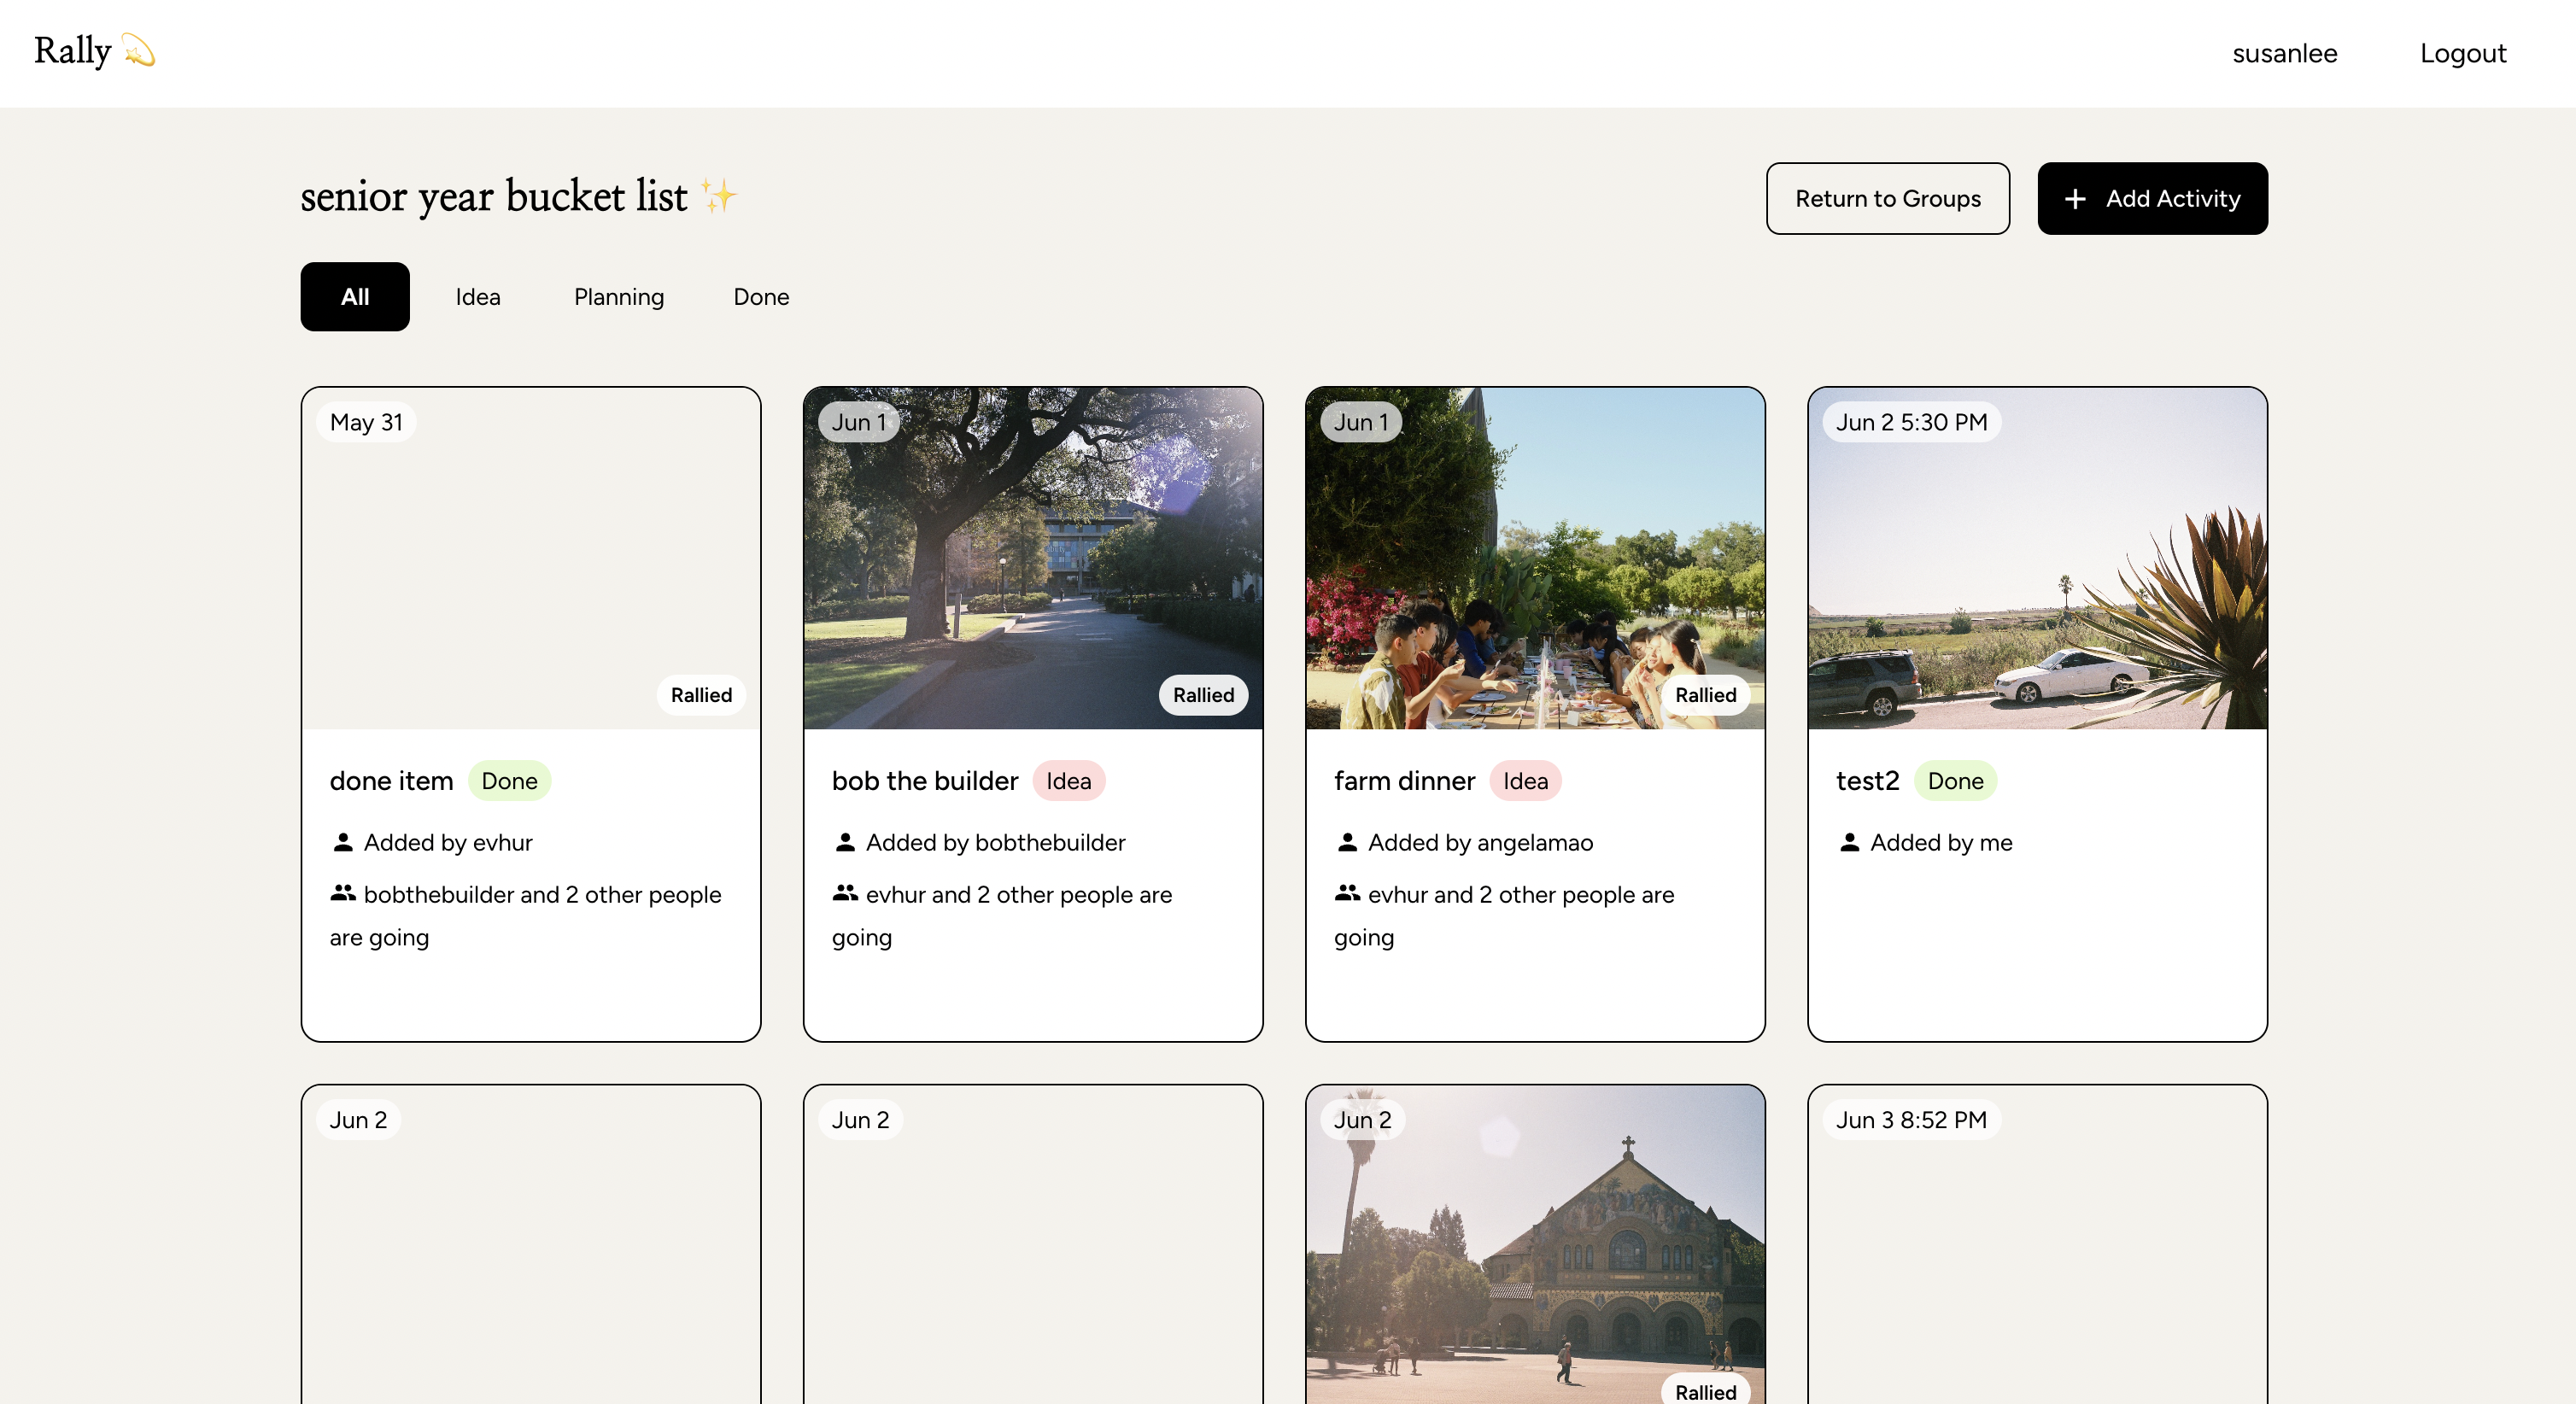 Rally
susanlee
Logout
senior year bucket list ✨
Return to Groups
+ Add Activity
All
Idea
Planning
Done
May 31
Rallied
done item
Done
Added by evhur
bobthebuilder and 2 other people
are going
Jun 1
Rallied
bob the builder
Idea
Added by bobthebuilder
evhur and 2 other people are
going
Jun 1
Rallied
farm dinner
Idea
Added by angelamao
evhur and 2 other people are
going
Jun 2 5:30 PM
test2
Done
Added by me
Jun 2
Jun 2
Jun 2
Rallied
Jun 3 8:52 PM